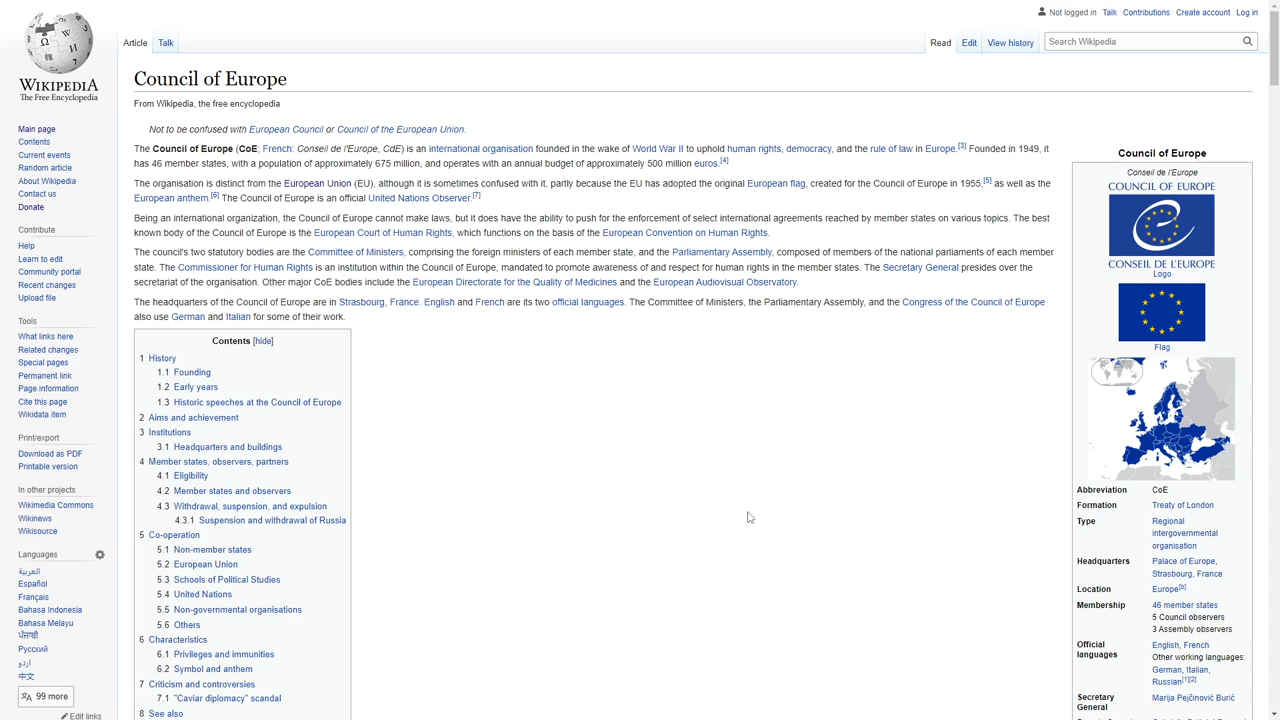 Not logged in Talk Contributions Create account Log in
Article Talk
Read Edit View history
Search Wikipedia
WIKIPEDIA
The Free Encyclopedia
Main page
Contents
Current events
Random article
About Wikipedia
Contact us
Donate
Contribute
Help
Learn to edit
Community portal
Recent changes
Upload file
Tools
What links here
Related changes
Special pages
Permanent link
Page information
Cite this page
Wikidata item
Print/export
Download as PDF
Printable version
In other projects
Wikimedia Commons
Wikinews
Wikisource
Languages
العربية
Español
Français
Bahasa Indonesia
Bahasa Melayu
ਪੰਜਾਬੀ
Русский
اردو
中文
99 more
Edit links
Council of Europe
From Wikipedia, the free encyclopedia
Not to be confused with European Council or Council of the European Union.
The Council of Europe (CoE; French: Conseil de l'Europe, CdE) is an international organisation founded in the wake of World War II to uphold human rights, democracy, and the rule of law in Europe.[3] Founded in 1949, it
has 46 member states, with a population of approximately 675 million, and operates with an annual budget of approximately 500 million euros.[4]
The organisation is distinct from the European Union (EU), although it is sometimes confused with it, partly because the EU has adopted the original European flag, created for the Council of Europe in 1955,[5] as well as the
European anthem.[6] The Council of Europe is an official United Nations Observer.[7]
Being an international organization, the Council of Europe cannot make laws, but it does have the ability to push for the enforcement of select international agreements reached by member states on various topics. The best
known body of the Council of Europe is the European Court of Human Rights, which functions on the basis of the European Convention on Human Rights.
The council's two statutory bodies are the Committee of Ministers, comprising the foreign ministers of each member state, and the Parliamentary Assembly, composed of members of the national parliaments of each member
state. The Commissioner for Human Rights is an institution within the Council of Europe, mandated to promote awareness of and respect for human rights in the member states. The Secretary General presides over the
secretariat of the organisation. Other major CoE bodies include the European Directorate for the Quality of Medicines and the European Audiovisual Observatory.
The headquarters of the Council of Europe are in Strasbourg, France. English and French are its two official languages. The Committee of Ministers, the Parliamentary Assembly, and the Congress of the Council of Europe
also use German and Italian for some of their work.
Contents [hide]
1 History
1.1 Founding
1.2 Early years
1.3 Historic speeches at the Council of Europe
2 Aims and achievement
3 Institutions
3.1 Headquarters and buildings
4 Member states, observers, partners
4.1 Eligibility
4.2 Member states and observers
4.3 Withdrawal, suspension, and expulsion
4.3.1 Suspension and withdrawal of Russia
5 Co-operation
5.1 Non-member states
5.2 European Union
5.3 Schools of Political Studies
5.4 United Nations
5.5 Non-governmental organisations
5.6 Others
6 Characteristics
6.1 Privileges and immunities
6.2 Symbol and anthem
7 Criticism and controversies
7.1 "Caviar diplomacy" scandal
8 See also
Council of Europe
Conseil de l'Europe
COUNCIL OF EUROPE
CONSEIL DE L'EUROPE
Logo
Flag
Abbreviation CoE
Formation Treaty of London
Type Regional
intergovernmental
organisation
Headquarters Palace of Europe,
Strasbourg, France
Location Europe[b]
Membership 46 member states
5 Council observers
3 Assembly observers
Official English, French
languages Other working languages:
German, Italian,
Russian[1][2]
Secretary Marija Pejčinović Burić
General